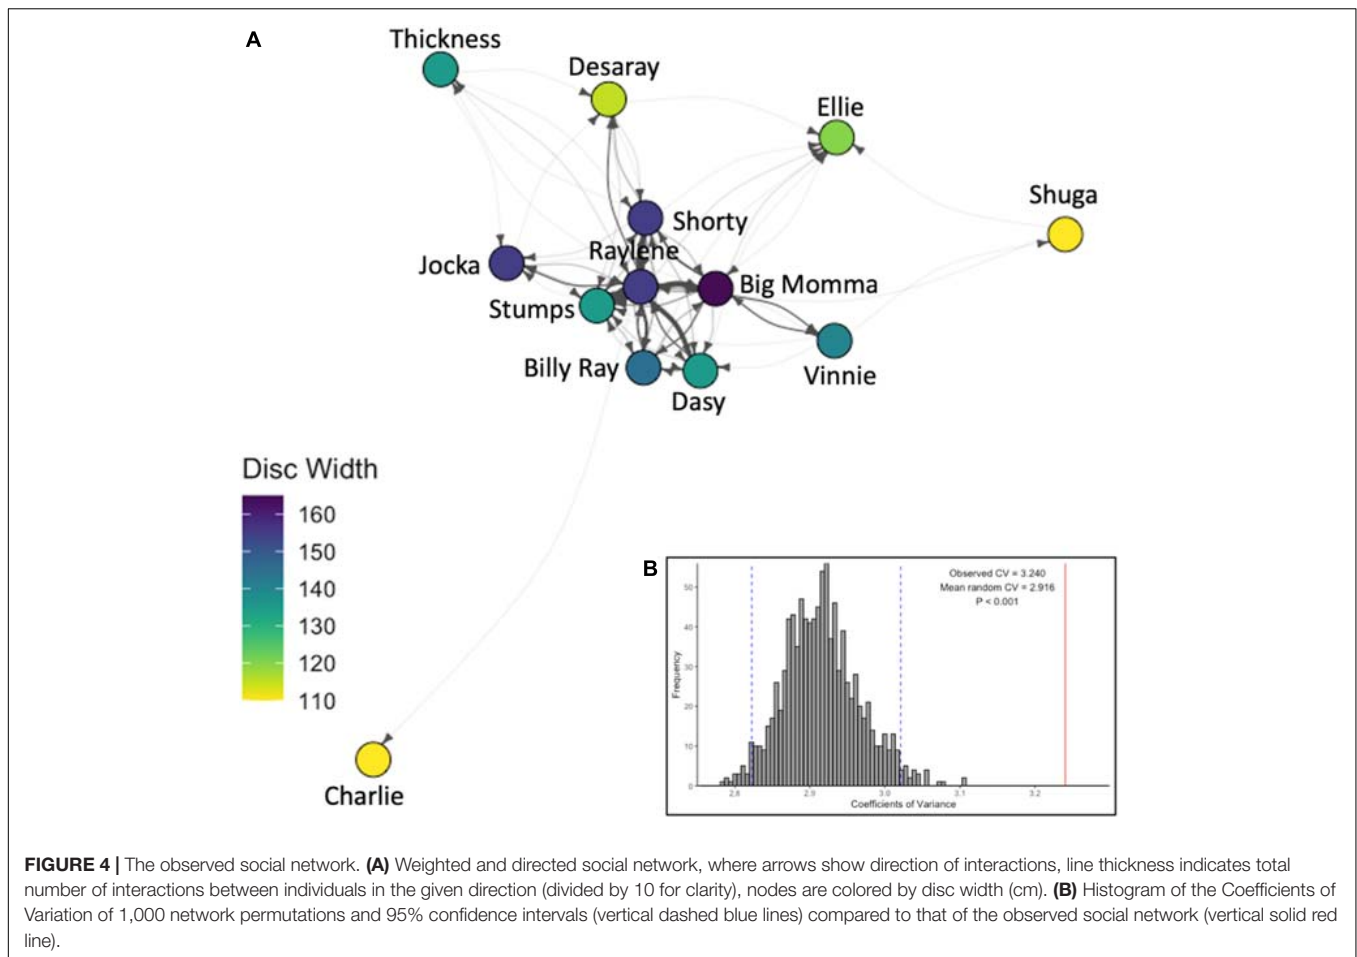 A
Thickness
Desaray
Ellie
Shuga
Shorty
Raylene
Jocka
Big Momma
Stumps
Billy Ray
Vinnie
Dasy
Disc Width
160
150
140
130
120
110
Charlie
B
Observed CV = 3.240
Mean random CV = 2.916
P < 0.001
Frequency
50
40
30
20
10
0
2.8 2.9 3.0 3.1 3.2
Coefficients of Variance
FIGURE 4 | The observed social network. (A) Weighted and directed social network, where arrows show direction of interactions, line thickness indicates total
number of interactions between individuals in the given direction (divided by 10 for clarity), nodes are colored by disc width (cm). (B) Histogram of the Coefficients of
Variation of 1,000 network permutations and 95% confidence intervals (vertical dashed blue lines) compared to that of the observed social network (vertical solid red
line).